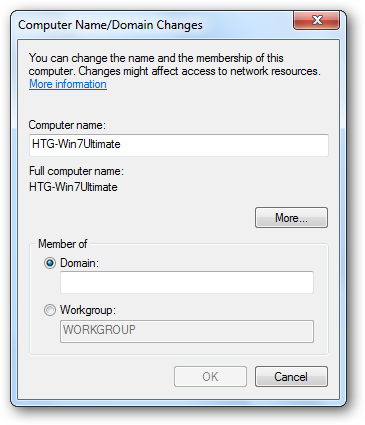 Computer Name/Domain Changes
You can change the name and the membership of this
computer. Changes might affect access to network resources.
More information
Computer name:
HTG-Win7Ultimate
Full computer name:
HTG-Win7Ultimate
More...
Member of
Domain:
Workgroup:
WORKGROUP
OK
Cancel